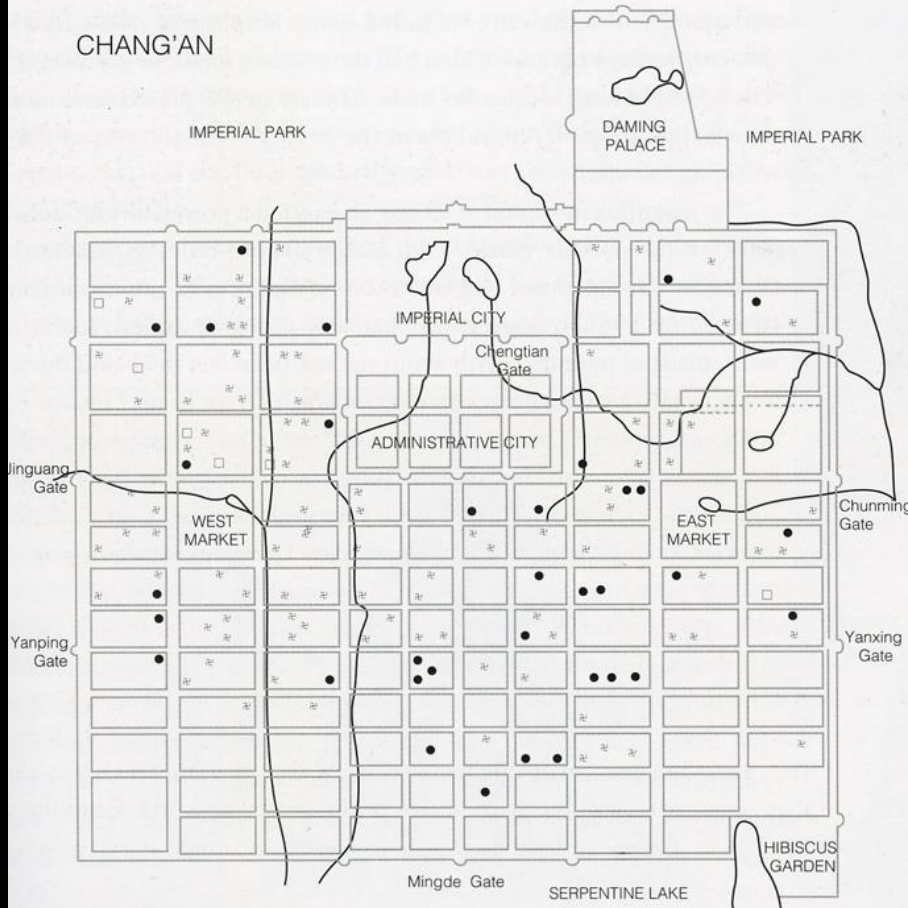 CHANG'AN
IMPERIAL PARK
DAMING
PALACE
IMPERIAL PARK
IMPERIAL CITY
Chengtian
Gate
ADMINISTRATIVE CITY
Jinguang
Gate
WEST
MARKET
EAST
MARKET
Chunming
Gate
Yanping
Gate
Yanxing
Gate
HIBISCUS
GARDEN
Mingde Gate
SERPENTINE LAKE